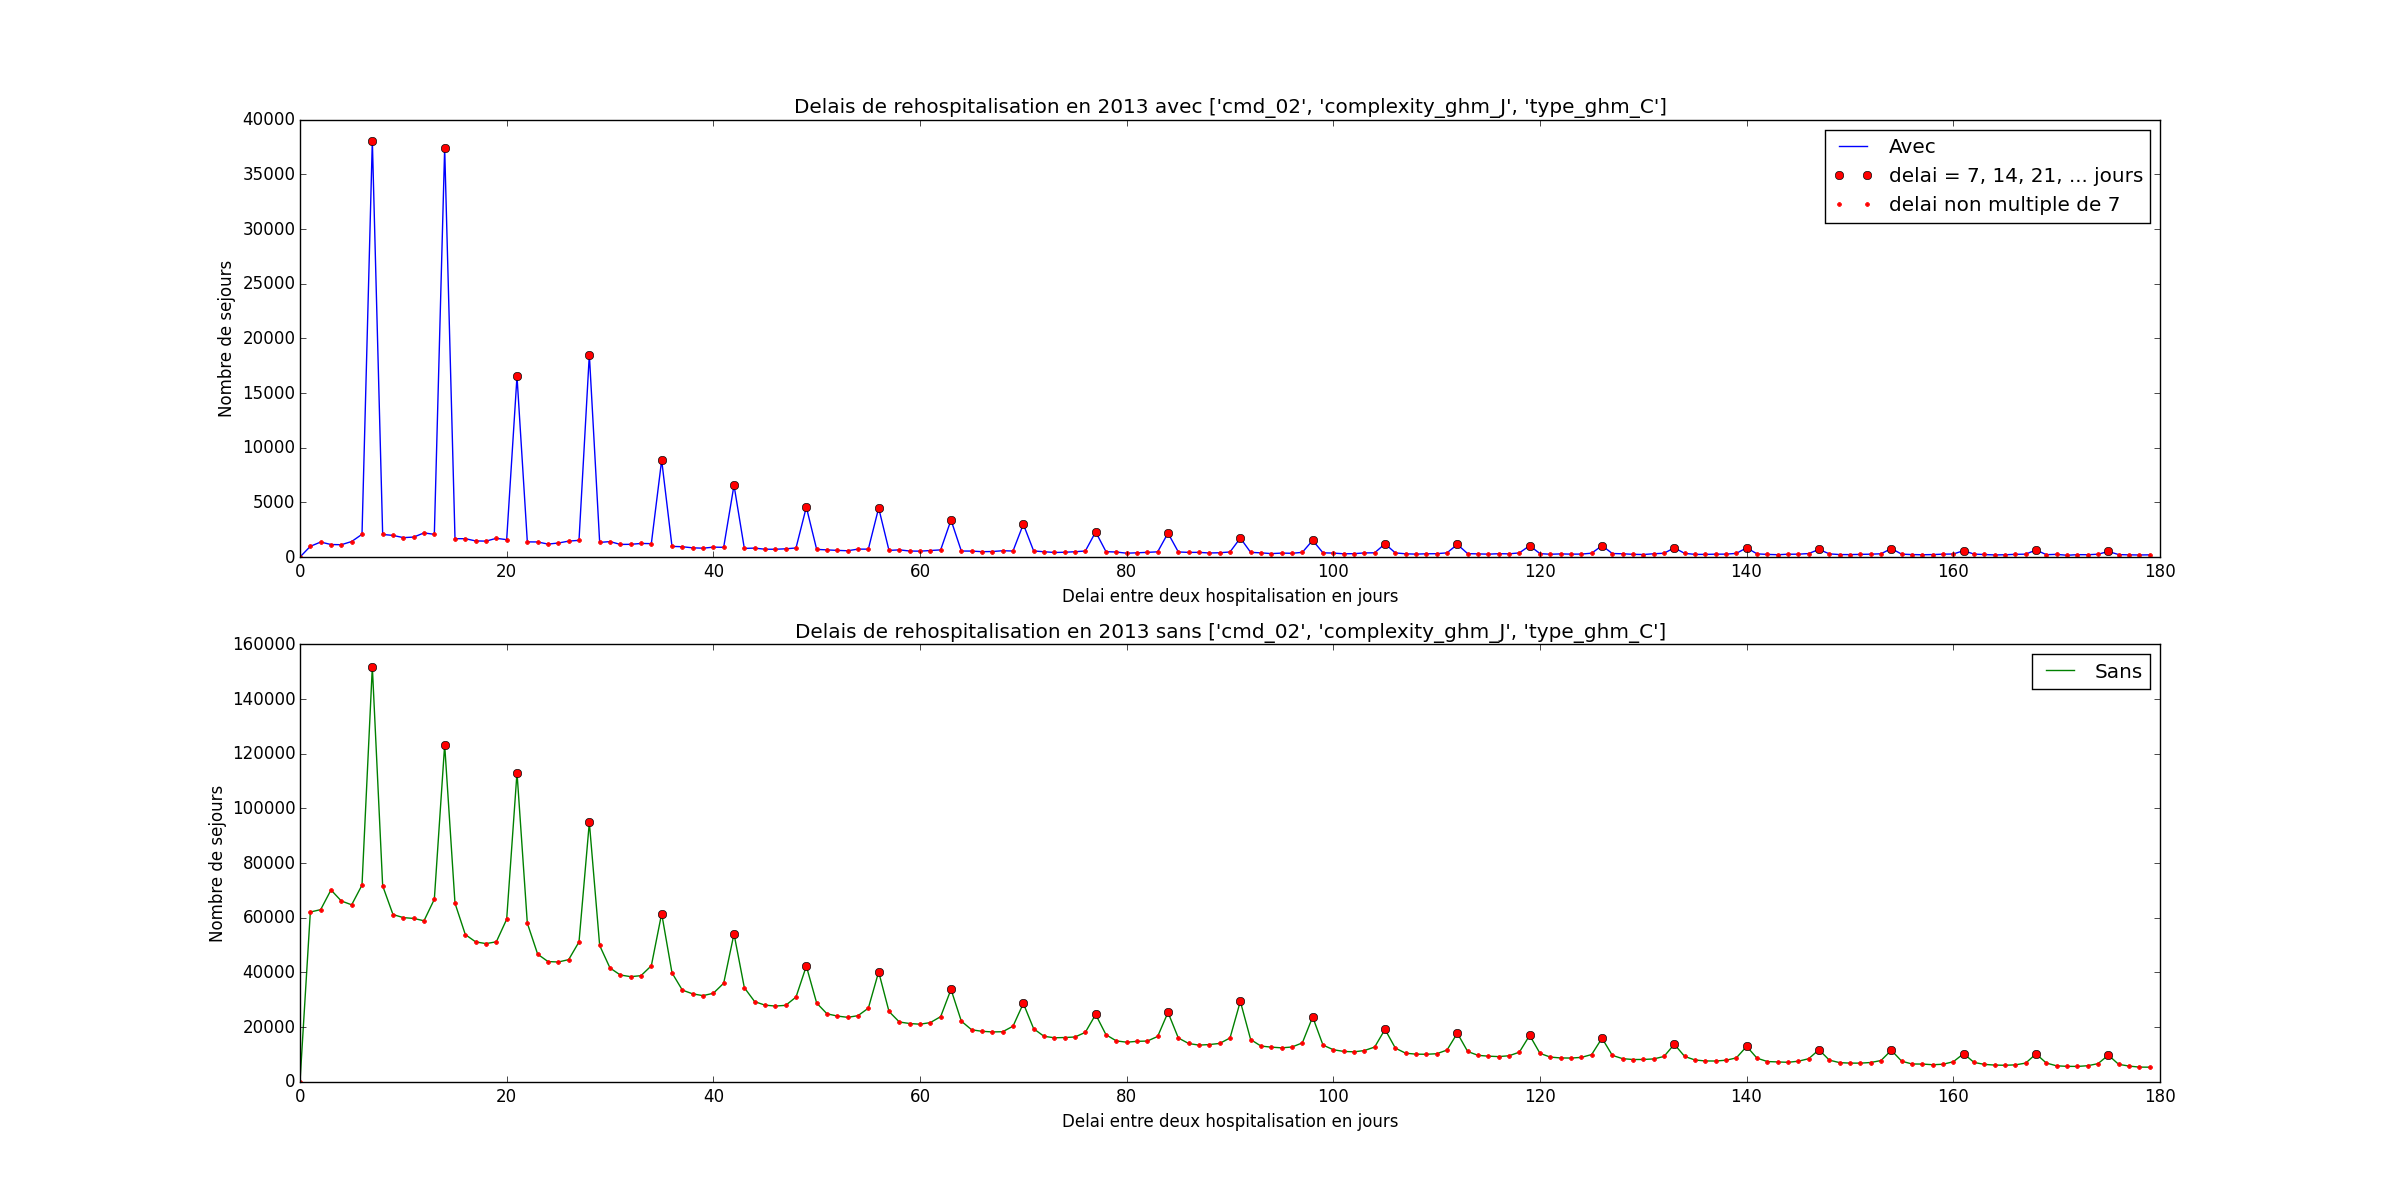 Delais de rehospitalisation en 2013 avec ['cmd_02', 'complexity_ghm_J', 'type_ghm_C']
40000
35000
30000
25000
20000
15000
10000
5000
0
Nombre de sejours
Avec
delai = 7, 14, 21, ... jours
delai non multiple de 7
0 20 40 60 80 100 120 140 160 180
Delai entre deux hospitalisation en jours
Delais de rehospitalisation en 2013 sans ['cmd_02', 'complexity_ghm_J', 'type_ghm_C']
160000
140000
120000
100000
80000
60000
40000
20000
0
Nombre de sejours
Sans
0 20 40 60 80 100 120 140 160 180
Delai entre deux hospitalisation en jours